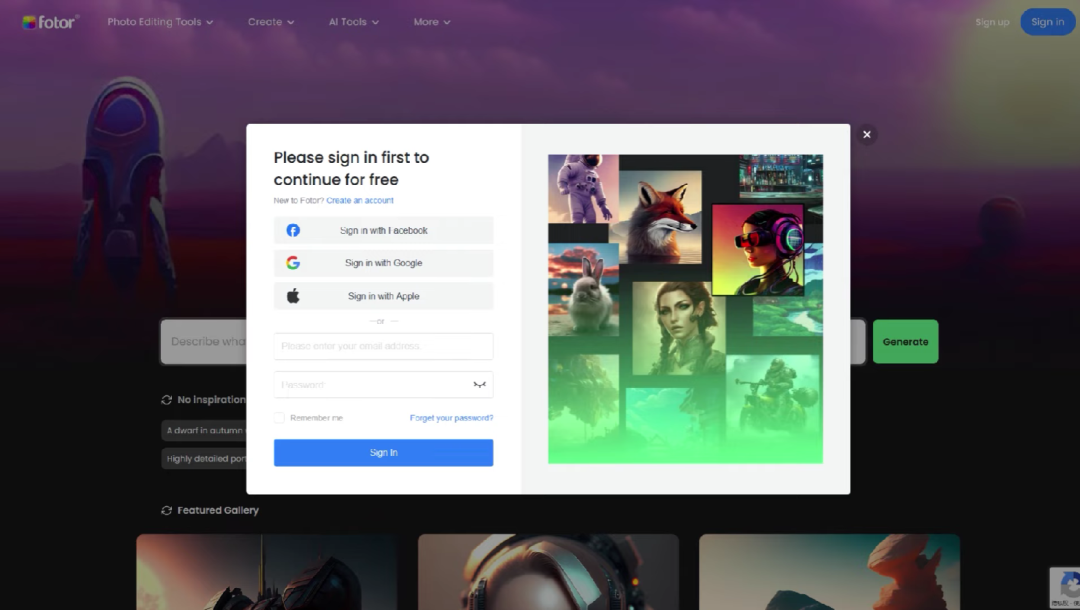 fotor
Photo Editing Tools
Create
AI Tools
More
Sign up
Sign in
Please sign in first to
continue for free
New to Fotor? Create an account
Sign in with Facebook
Sign in with Google
Sign in with Apple
or
Please enter your email address
Password
Remember me
Forget your password?
Sign In
Describe what
Generate
No inspiration
A dwarf in autumn
Highly detailed por
Featured Gallery